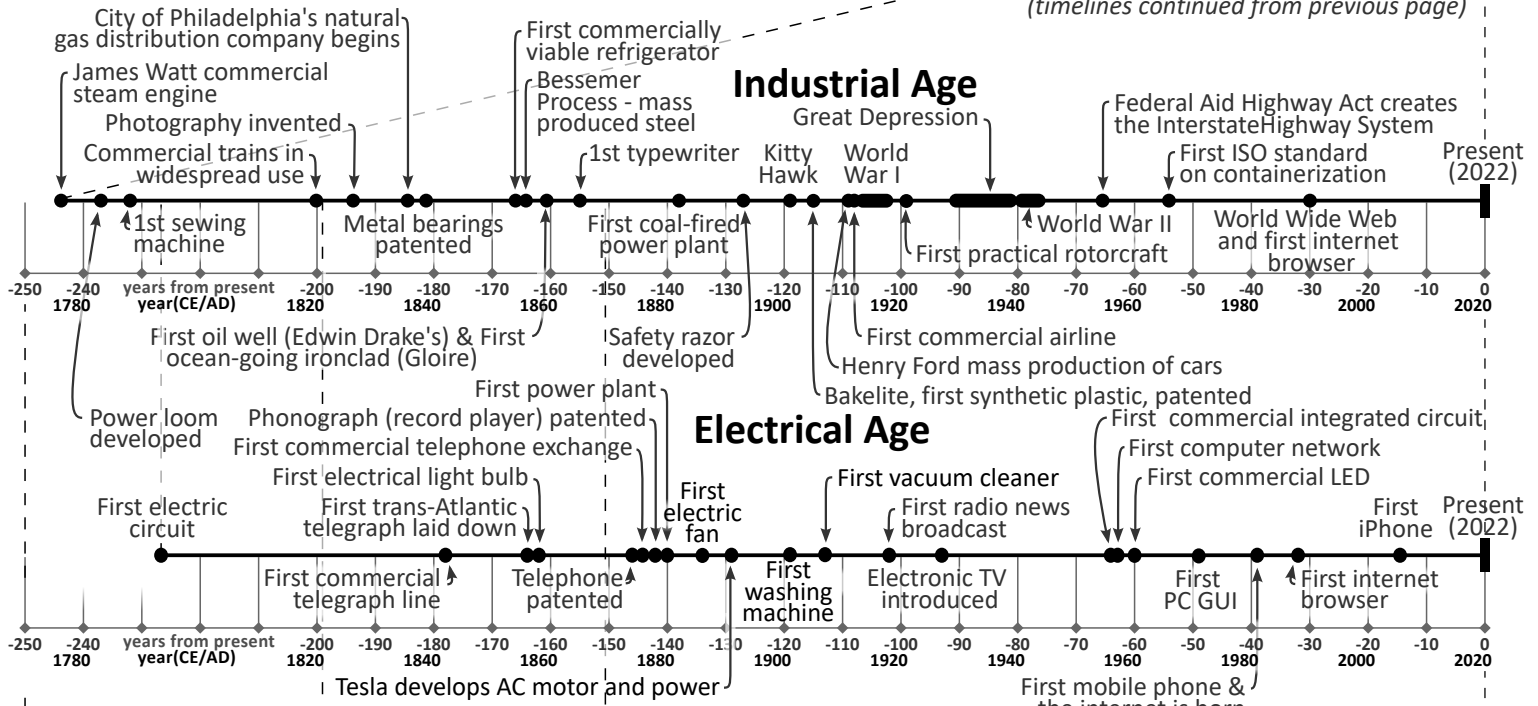 (timelines continued from previous page)
City of Philadelphia's natural
gas distribution company begins
First commercially
viable refrigerator
James Watt commercial
steam engine
Bessemer
Process - mass
produced steel
Industrial Age
Great Depression
Federal Aid Highway Act creates
the InterstateHighway System
Photography invented
Commercial trains in
widespread use
1st typewriter
Kitty
Hawk
World
War I
First ISO standard
on containerization
Present
(2022)
1st sewing
machine
Metal bearings
patented
First coal-fired
power plant
First practical rotorcraft
World War II
World Wide Web
and first internet
browser
-250 -240 years from present -200 -190 -180 -170 -160 -150 -140 -130 -120 -110 -100 -90 -80 -70 -60 -50 -40 -30 -20 -10 0
1780 year(CE/AD) 1820 1840 1860 1880 1900 1920 1940 1960 1980 2000 2020
First oil well (Edwin Drake's) & First
ocean-going ironclad (Gloire)
Safety razor
developed
First commercial airline
Henry Ford mass production of cars
Bakelite, first synthetic plastic, patented
Power loom
developed
First power plant
Phonograph (record player) patented
First commercial telephone exchange
First electrical light bulb
First trans-Atlantic
telegraph laid down
Electrical Age
First commercial integrated circuit
First computer network
First commercial LED
First electric
circuit
First
electric
fan
First vacuum cleaner
First radio news
broadcast
First
iPhone
Present
(2022)
First commercial
telegraph line
Telephone
patented
First
washing
machine
Electronic TV
introduced
First
PC GUI
First internet
browser
-250 -240 years from present -200 -190 -180 -170 -160 -150 -140 -130 -120 -110 -100 -90 -80 -70 -60 -50 -40 -30 -20 -10 0
1780 year(CE/AD) 1820 1840 1860 1880 1900 1920 1940 1960 1980 2000 2020
Tesla develops AC motor and power
First mobile phone &
the internet is born